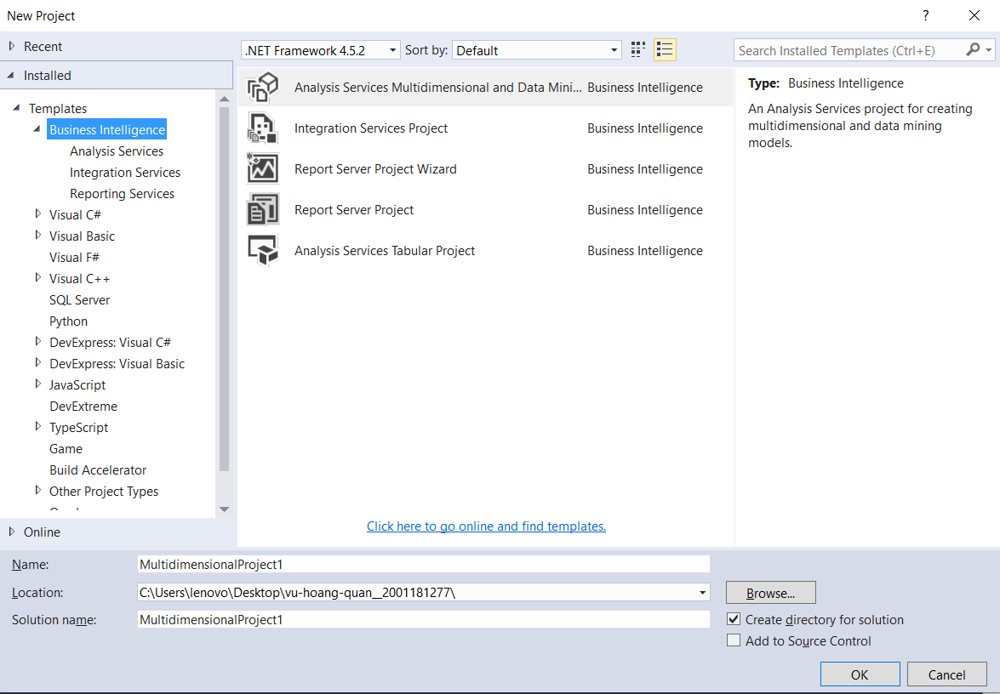 New Project
?
Recent
.NET Framework 4.5.2
Sort by:
Default
Search Installed Templates (Ctrl+E)
Installed
Templates
Business Intelligence
Analysis Services
Integration Services
Reporting Services
Visual C#
Visual Basic
Visual F#
Visual C++
SQL Server
Python
DevExpress: Visual C#
DevExpress: Visual Basic
JavaScript
DevExtreme
TypeScript
Game
Build Accelerator
Other Project Types
Online
Analysis Services Multidimensional and Data Mini... Business Intelligence
Integration Services Project Business Intelligence
Report Server Project Wizard Business Intelligence
Report Server Project Business Intelligence
Analysis Services Tabular Project Business Intelligence
Click here to go online and find templates.
Type: Business Intelligence
An Analysis Services project for creating
multidimensional and data mining
models.
Name: MultidimensionalProject1
Location: C:\Users\lenovo\Desktop\vu-hoang-quan__2001181277\
Browse...
Solution name: MultidimensionalProject1
Create directory for solution
Add to Source Control
OK
Cancel